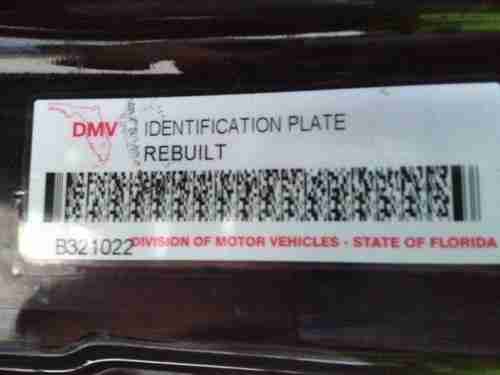 DMV IDENTIFICATION PLATE
REBUILT
B321022 DIVISION OF MOTOR VEHICLES - STATE OF FLORIDA